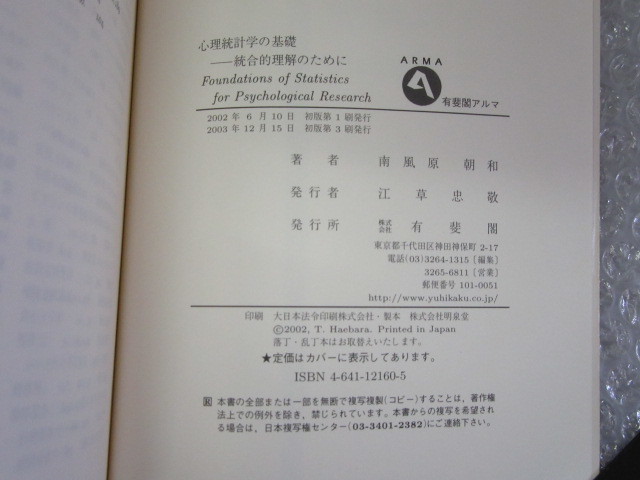 心理統計学の基礎
——統合的理解のために
Foundations of Statistics
for Psychological Research
ARMA
有斐閣アルマ
2002 年 6 月 10 日 初版第 1 刷発行
2003 年 12 月 15 日 初版第 3 刷発行
著 者 南 風 原 朝 和
発行者 江 草 忠 敬
発行所 株式会社 有 斐 閣
東京都千代田区神田神保町 2-17
電話(03)3264-1315〔編集〕
3265-6811〔営業〕
郵便番号 101-0051
http://www.yuhikaku.co.jp/
印刷 大日本法令印刷株式会社・製本 株式会社明泉堂
©2002, T. Haebara. Printed in Japan
落丁・乱丁本はお取替えいたします。
★定価はカバーに表示してあります。
ISBN 4-641-12160-5
本書の全部または一部を無断で複写複製(コピー)することは、著作権
法上での例外を除き、禁じられています。本書からの複写を希望され
る場合は、日本複写権センター(03-3401-2382)にご連絡下さい。